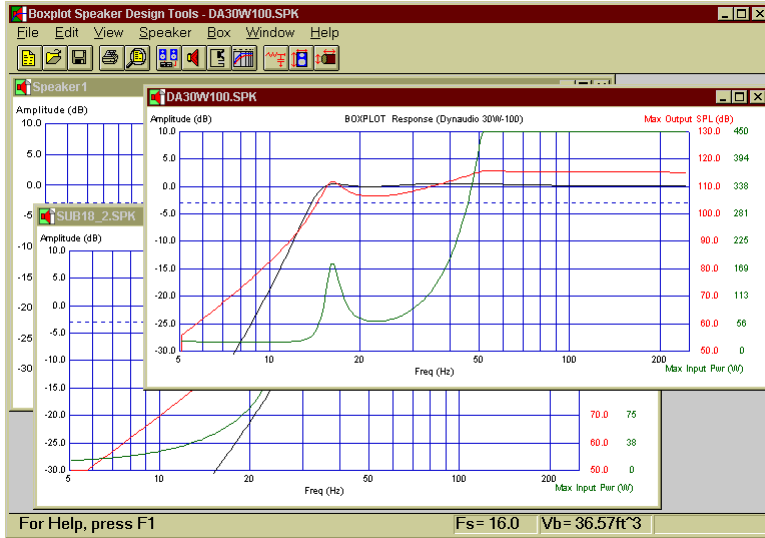 Boxplot Speaker Design Tools - DA30W100.SPK
File Edit View Speaker Box Window Help
Speaker1
Amplitude (dB)
10.0
5.0
0.0
-5
-10
-15
-20
-25
-30
DA30W100.SPK
Amplitude (dB) BOXPLOT Response (Dynaudio 30W-100) Max Output SPL (dB)
10.0 130.0 450
5.0 120.0 394
0.0 110.0 338
-5.0 100.0 281
-10.0 90.0 225
-15.0 80.0 169
-20.0 70.0 113
-25.0 60.0 56
-30.0 50.0 0
5 10 20 50 100 200
Freq (Hz) Max Input Pwr (W)
SUB18_2.SPK
Amplitude (dB)
10.0
5.0
0.0
-5.0
-10.0
-15.0
-20.0 70.0 75
-25.0 60.0 38
-30.0 50.0 0
5 10 20 50 100 200
Freq (Hz) Max Input Pwr (W)
For Help, press F1 Fs= 16.0 Vb= 36.57ft^3